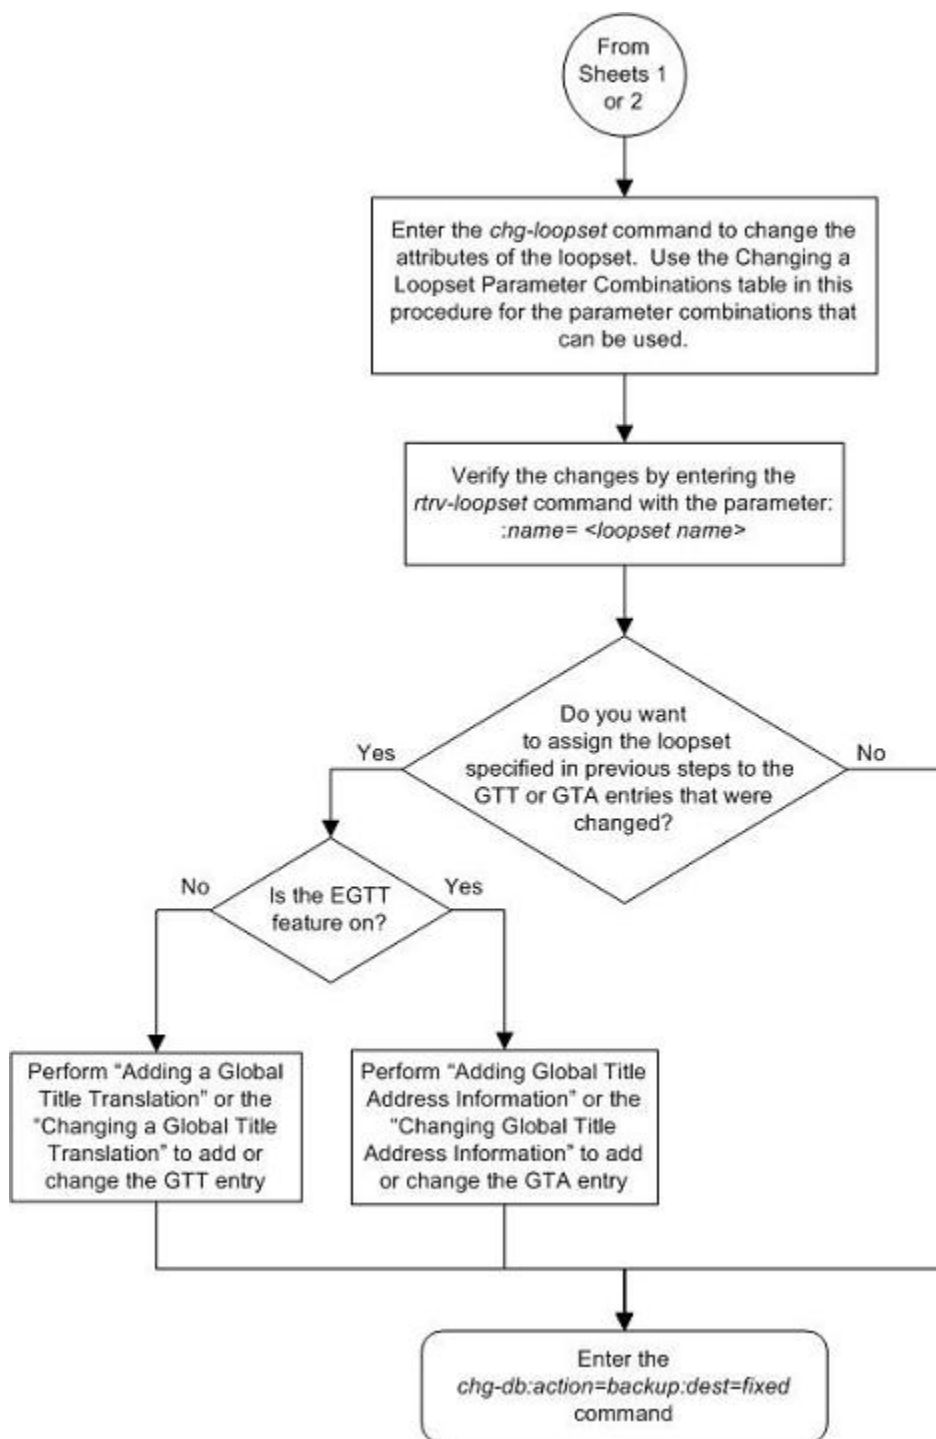 From
Sheets 1
or 2
Enter the chg-loopset command to change the
attributes of the loopset.  Use the Changing a
Loopset Parameter Combinations table in this
procedure for the parameter combinations that
can be used.
Verify the changes by entering the
rtrv-loopset command with the parameter:
:name= <loopset name>
Do you want
to assign the loopset
specified in previous steps to the
GTT or GTA entries that were
changed?
Yes
No
Is the EGTT
feature on?
No
Yes
Perform “Adding a Global
Title Translation” or the
“Changing a Global Title
Translation” to add or
change the GTT entry
Perform “Adding Global Title
Address Information” or the
“Changing Global Title
Address Information” to add
or change the GTA entry
Enter the
chg-db:action=backup:dest=fixed
command